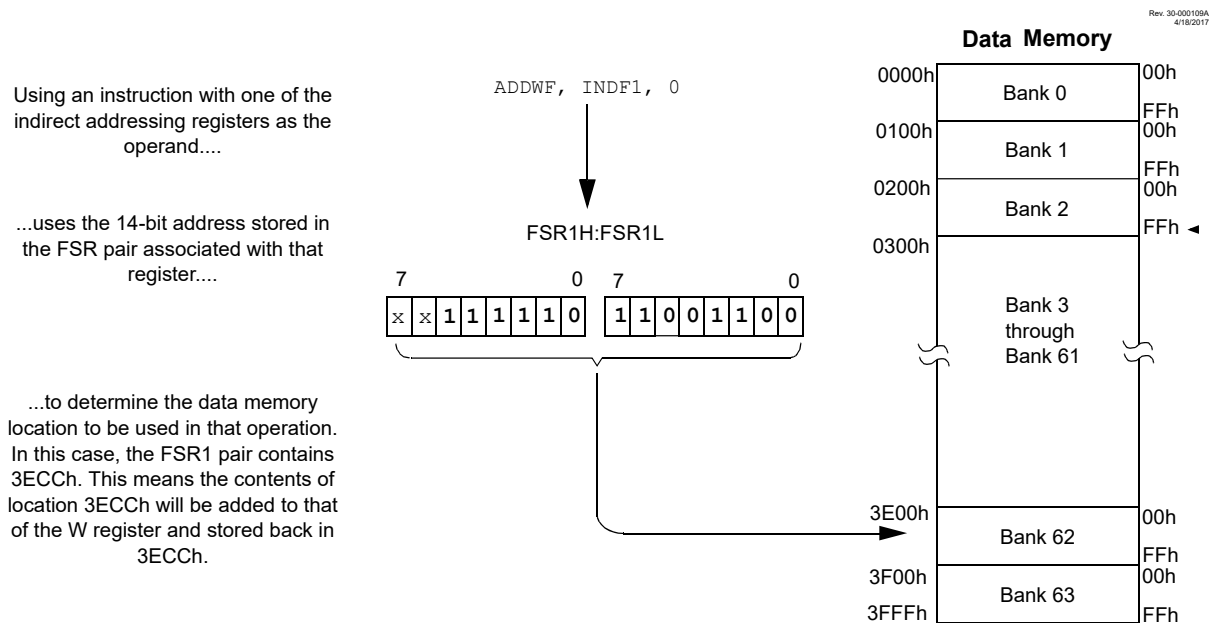 Rev. 30-000109A
4/18/2017
Data Memory
Using an instruction with one of the
indirect addressing registers as the
operand....
ADDWF, INDF1, 0
...uses the 14-bit address stored in
the FSR pair associated with that
register....
FSR1H:FSR1L
7 0 7 0
x x 1 1 1 1 1 0 1 1 0 0 1 1 0 0
...to determine the data memory
location to be used in that operation.
In this case, the FSR1 pair contains
3ECCh. This means the contents of
location 3ECCh will be added to that
of the W register and stored back in
3ECCh.
0000h 00h
Bank 0
FFh
0100h 00h
Bank 1
FFh
0200h 00h
Bank 2
FFh
0300h
Bank 3
through
Bank 61
3E00h 00h
Bank 62
FFh
3F00h 00h
Bank 63
3FFFh FFh